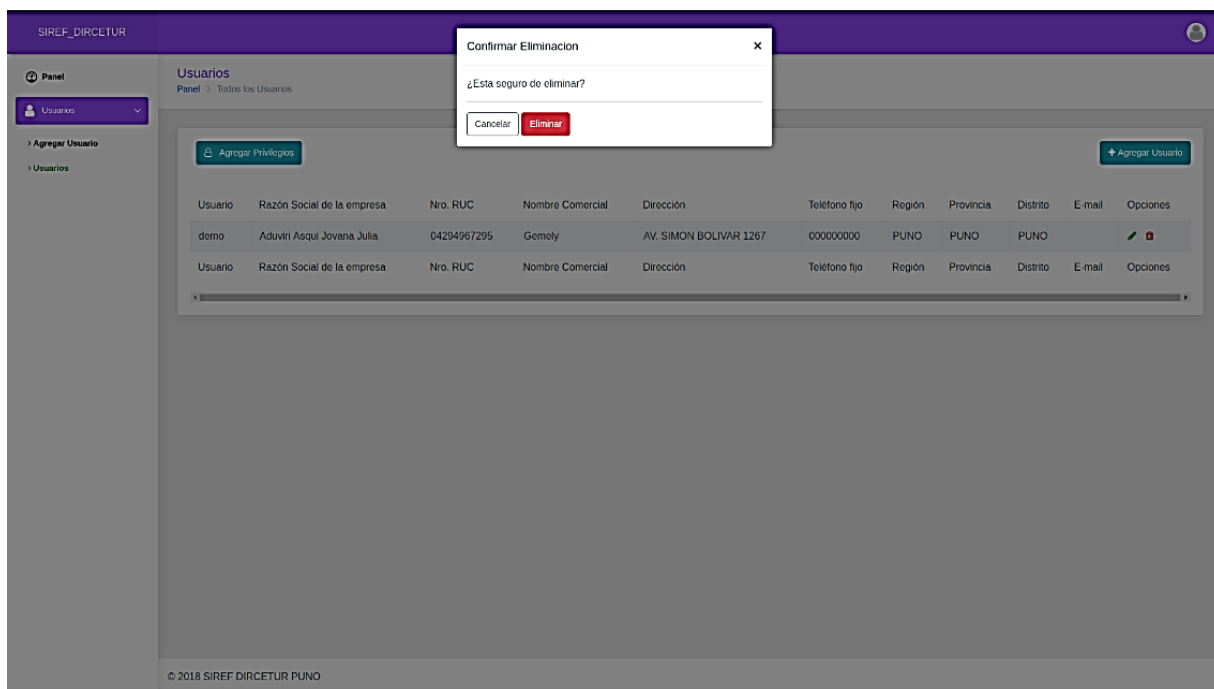 SIREF_DIRCETUR
Confirmar Eliminacion ×
¿Esta seguro de eliminar?
Cancelar Eliminar
Panel
Usuarios
› Agregar Usuario
› Usuarios
Usuarios
Panel > Todos los Usuarios
Agregar Privilegios
+ Agregar Usuario
Usuario Razón Social de la empresa Nro. RUC Nombre Comercial Dirección Teléfono fijo Región Provincia Distrito E-mail Opciones
demo Aduviri Asqui Jovana Julia 04294967295 Gemely AV. SIMON BOLIVAR 1267 000000000 PUNO PUNO PUNO
Usuario Razón Social de la empresa Nro. RUC Nombre Comercial Dirección Teléfono fijo Región Provincia Distrito E-mail Opciones
© 2018 SIREF DIRCETUR PUNO